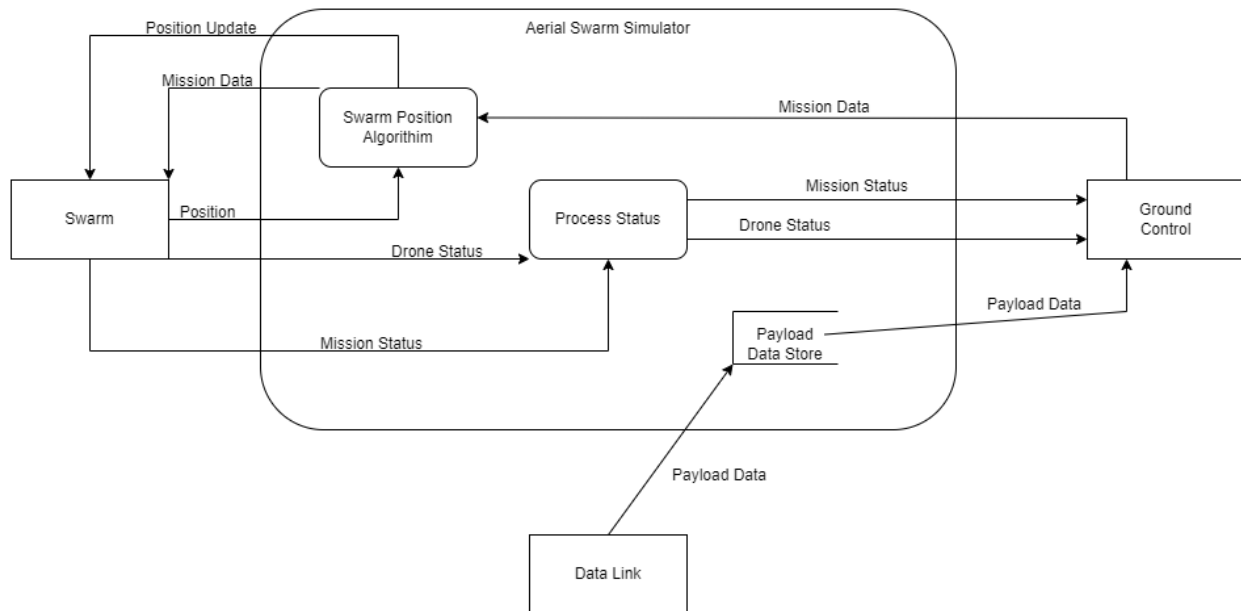 Position Update
Aerial Swarm Simulator
Mission Data
Mission Data
Swarm Position
Algorithim
Swarm
Position
Process Status
Mission Status
Ground
Control
Drone Status
Drone Status
Payload Data
Mission Status
Payload
Data Store
Payload Data
Data Link